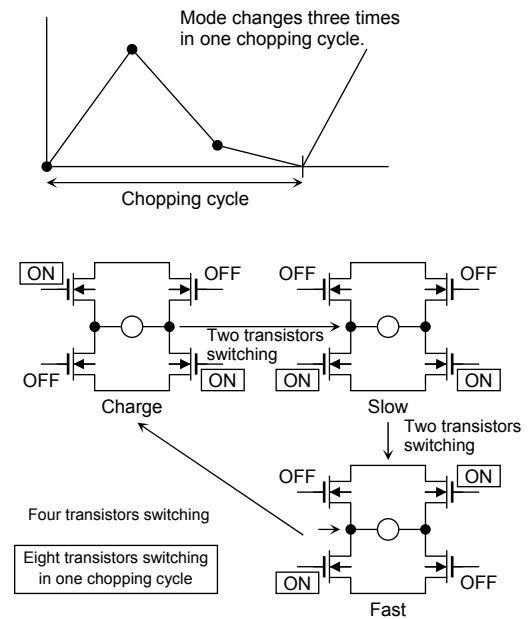 Mode changes three times
in one chopping cycle.
Chopping cycle
ON
OFF
OFF
ON
Charge
Two transistors
switching
OFF
OFF
ON
ON
Slow
Two transistors
switching
OFF
ON
ON
OFF
Fast
Four transistors switching
Eight transistors switching
in one chopping cycle